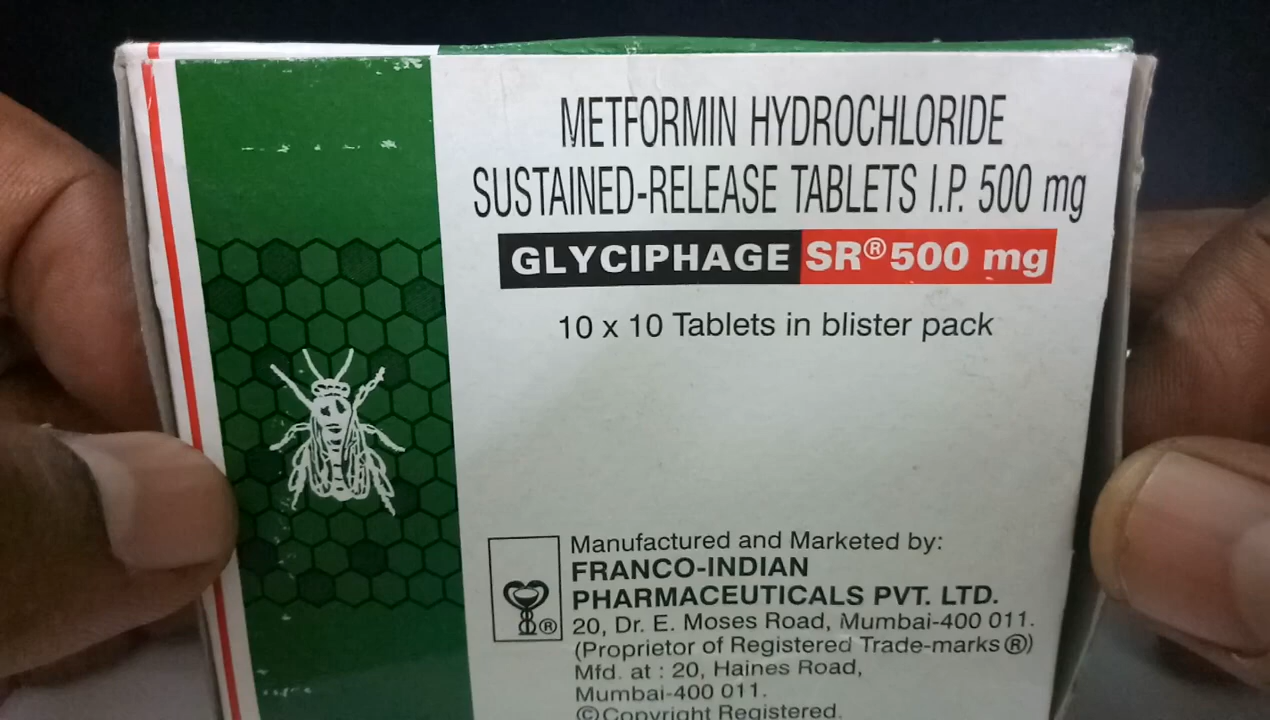 METFORMIN HYDROCHLORIDE
SUSTAINED-RELEASE TABLETS I.P. 500 mg
GLYCIPHAGE SR® 500 mg
10 x 10 Tablets in blister pack
Manufactured and Marketed by:
FRANCO-INDIAN
PHARMACEUTICALS PVT. LTD.
20, Dr. E. Moses Road, Mumbai-400 011.
(Proprietor of Registered Trade-marks ®)
Mfd. at : 20, Haines Road,
Mumbai-400 011.
®
© Copyright Registered.